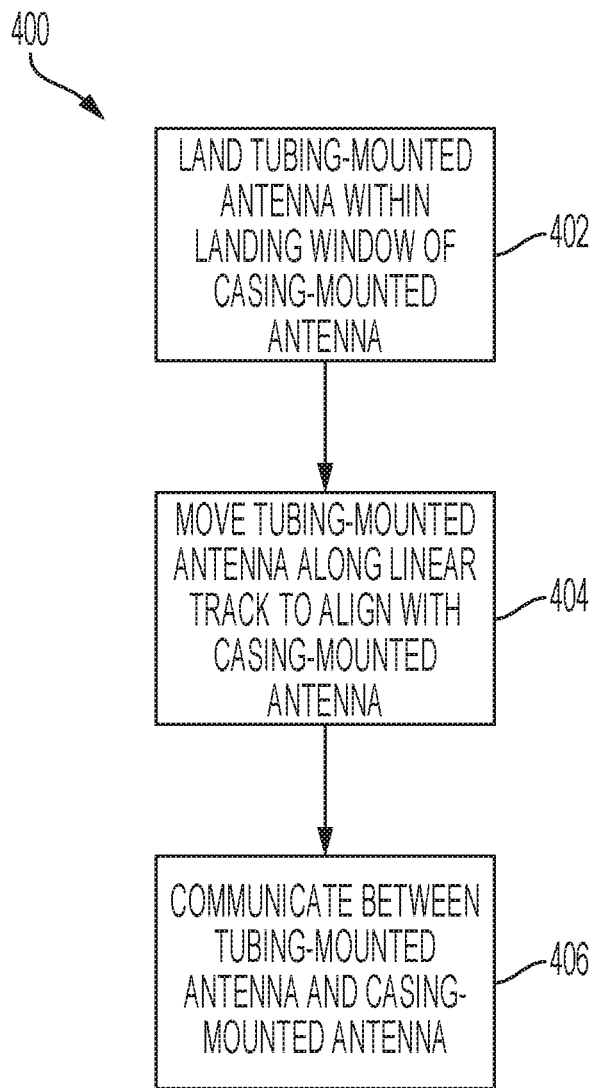 400
LAND TUBING-MOUNTED
ANTENNA WITHIN
LANDING WINDOW OF
CASING-MOUNTED
ANTENNA
402
MOVE TUBING-MOUNTED
ANTENNA ALONG LINEAR
TRACK TO ALIGN WITH
CASING-MOUNTED
ANTENNA
404
COMMUNICATE BETWEEN
TUBING-MOUNTED
ANTENNA AND CASING-
MOUNTED ANTENNA
406